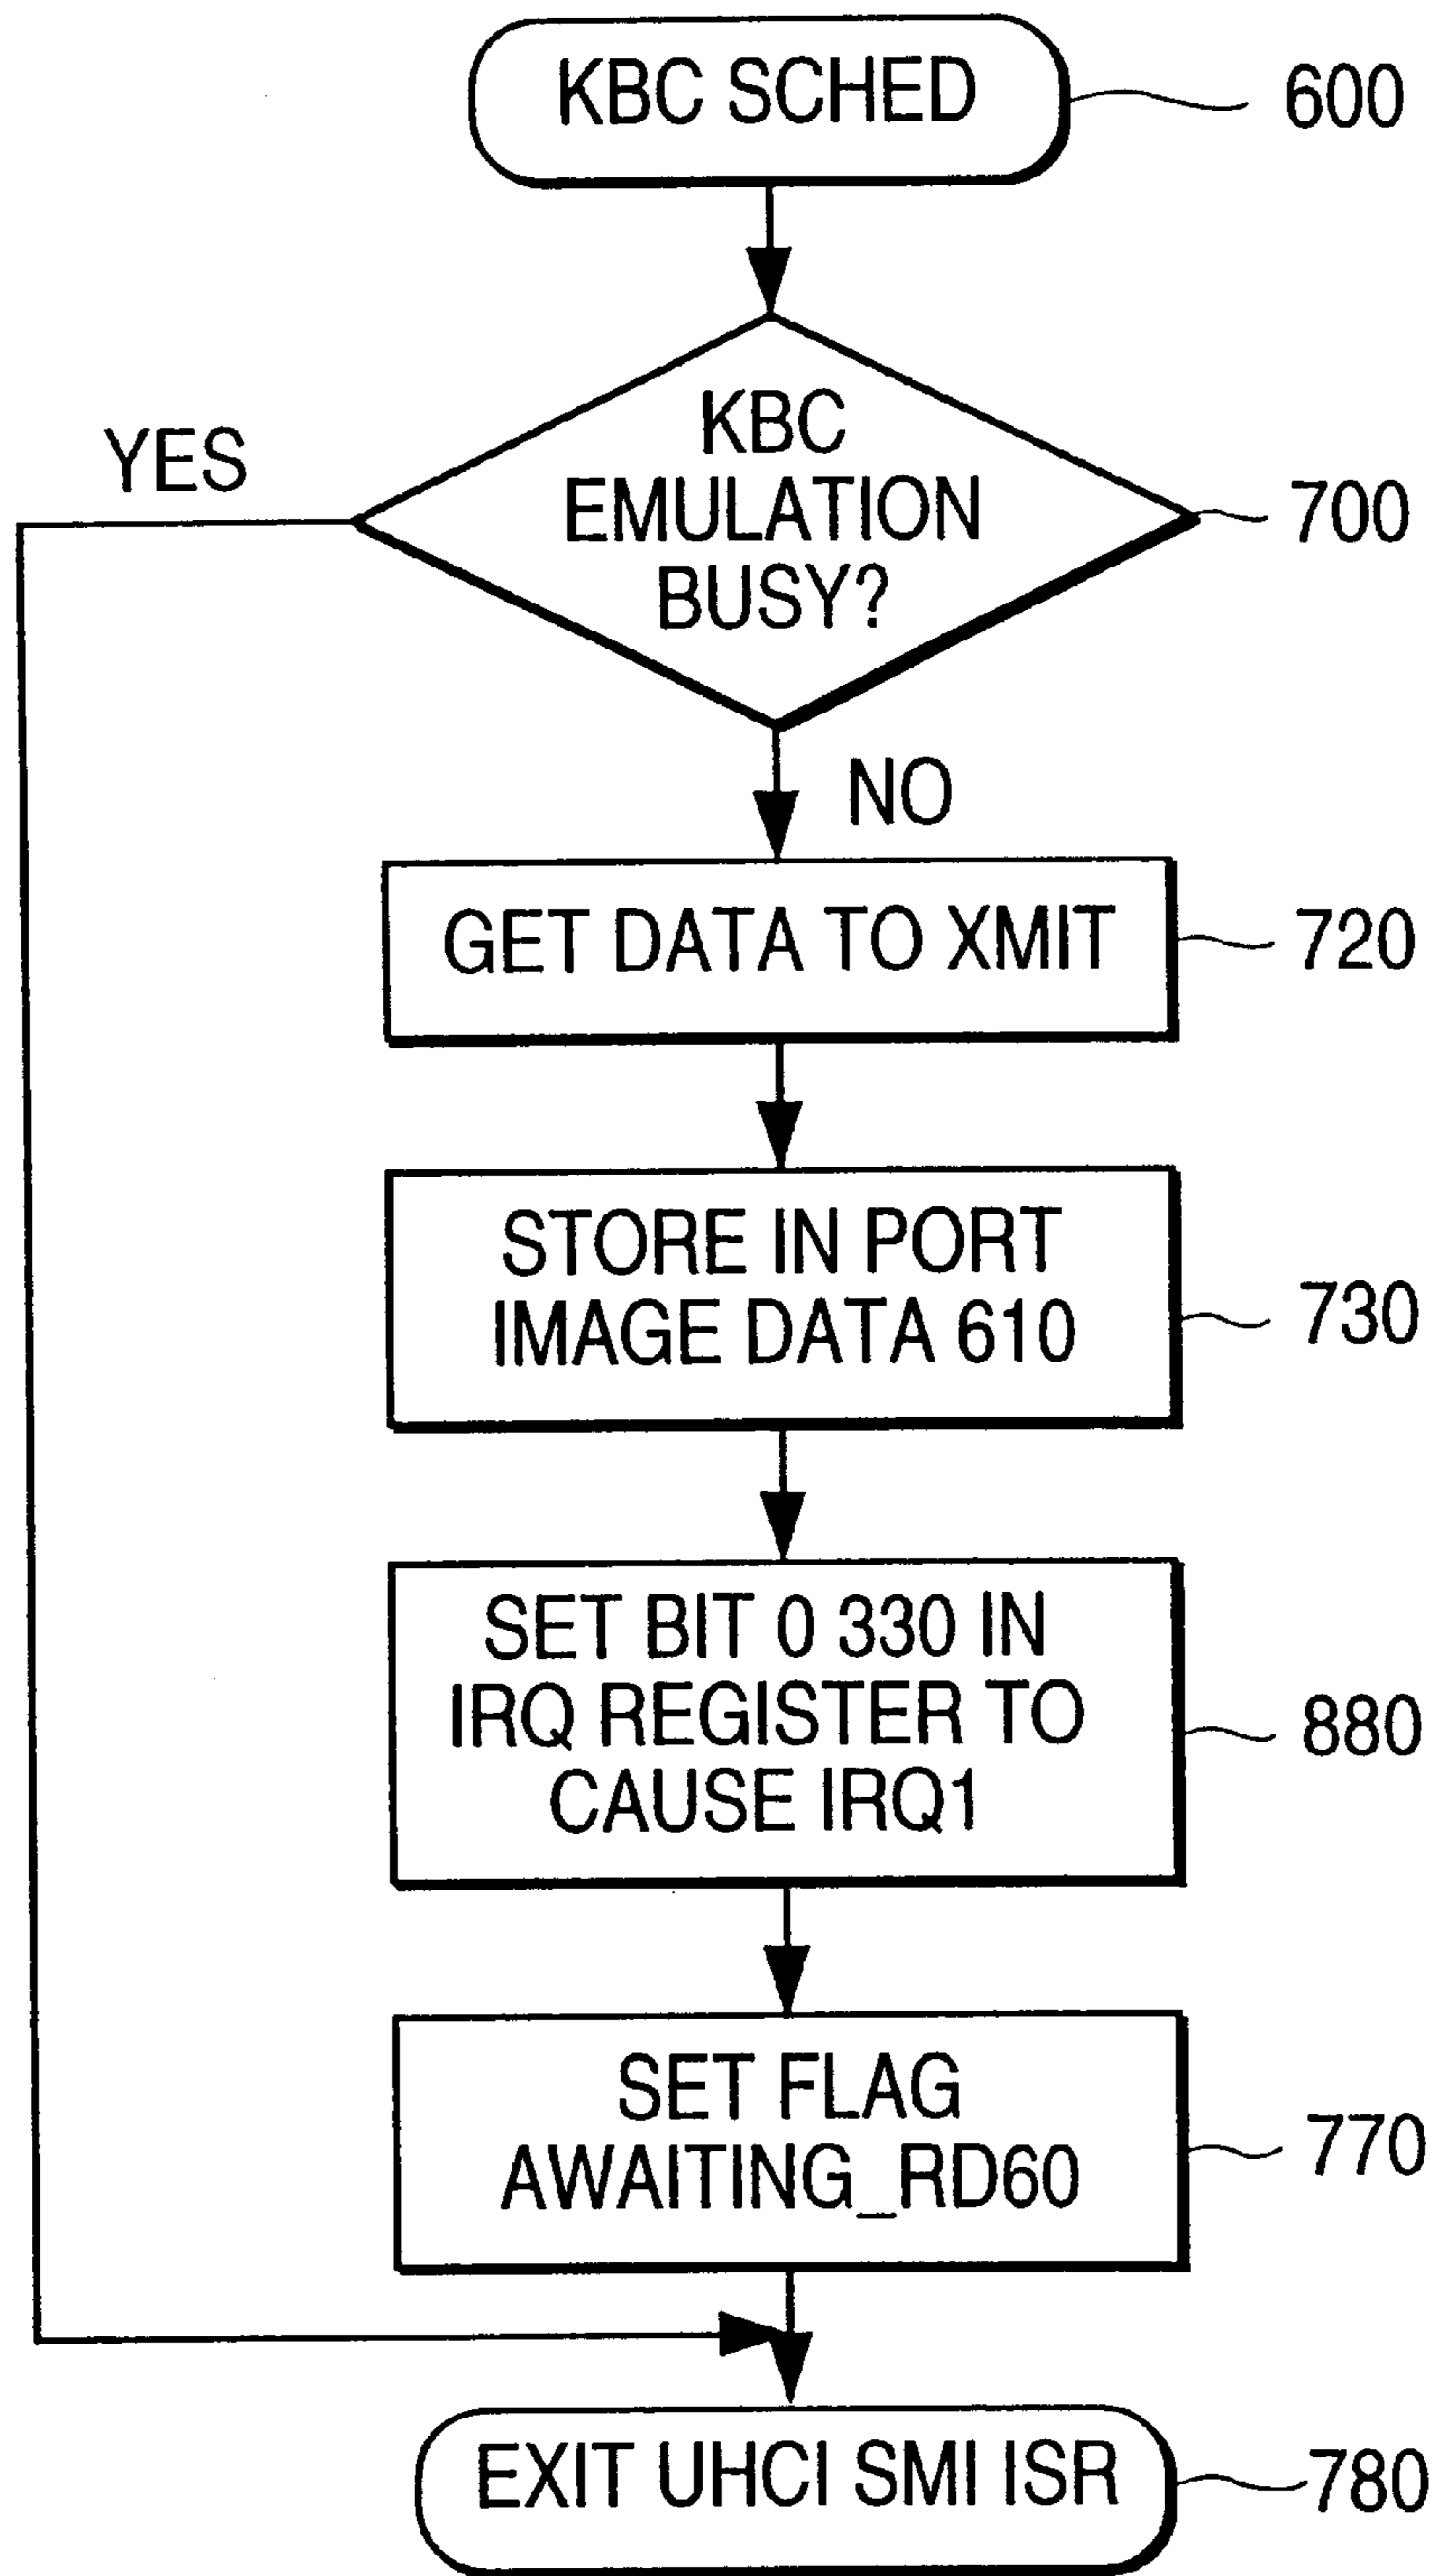 KBC SCHED
600
KBC
EMULATION
BUSY?
700
YES
NO
GET DATA TO XMIT
720
STORE IN PORT
IMAGE DATA 610
730
SET BIT 0 330 IN
IRQ REGISTER TO
CAUSE IRQ1
880
SET FLAG
AWAITING_RD60
770
EXIT UHCI SMI ISR
780